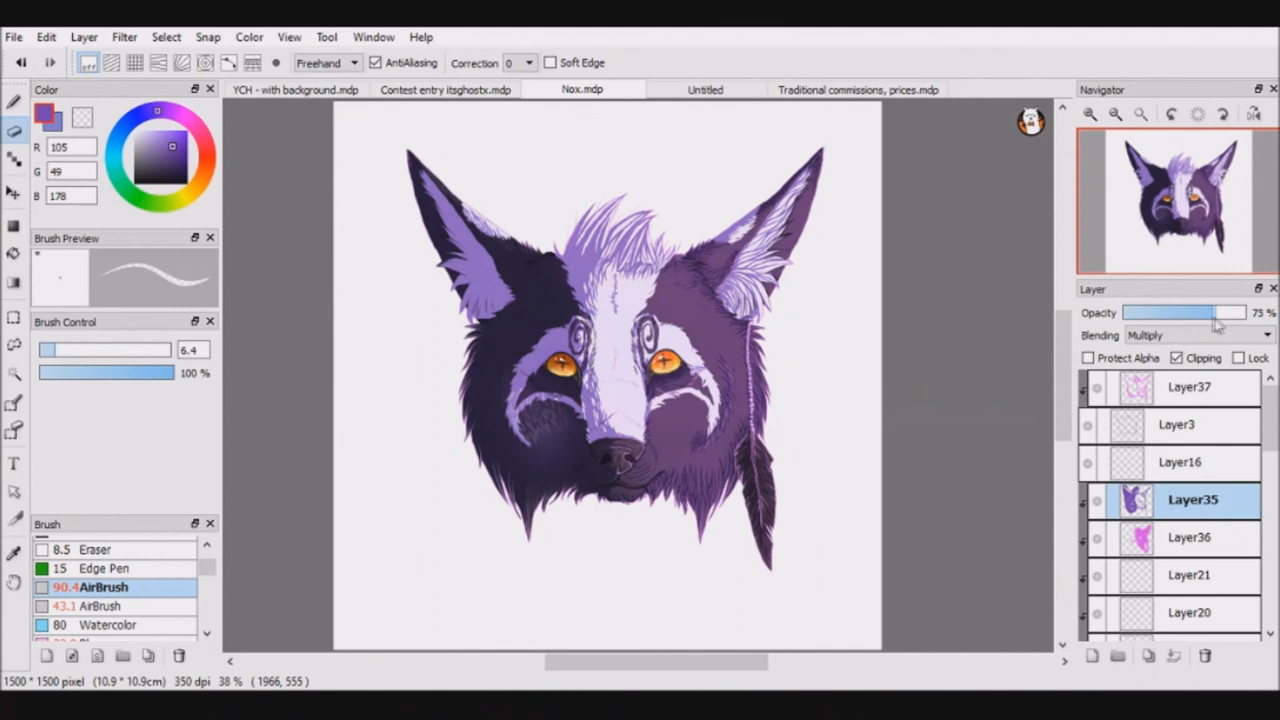 File Edit Layer Filter Select Snap Color View Tool Window Help
off Freehand AntiAliasing Correction 0 Soft Edge
Color YCH - with background.mdp Contest entry itsghostx.mdp Nox.mdp Untitled Traditional commissions, prices.mdp Navigator
R 105
G 49
B 178
Brush Preview
*
Layer
Opacity 73 %
Brush Control
Blending Multiply
6.4
Protect Alpha Clipping Lock
100 %
Layer37
Layer3
Layer16
Layer35
Brush
Layer36
8.5 Eraser
15 Edge Pen
Layer21
90.4 AirBrush
43.1 AirBrush
Layer20
80 Watercolor
1500 * 1500 pixel (10.9 * 10.9cm) 350 dpi 38 % ( 1966, 555 )